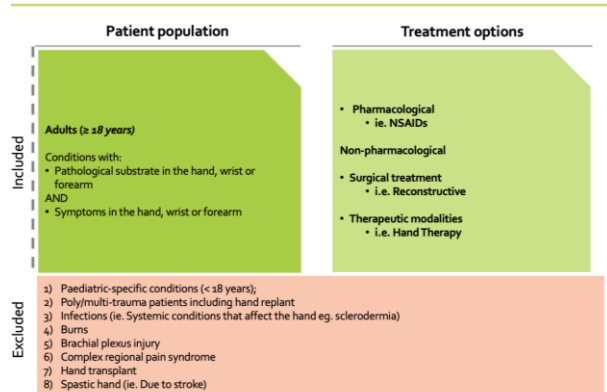 Patient population
Treatment options
Included
Adults (≥ 18 years)
Conditions with:
• Pathological substrate in the hand, wrist or
forearm
AND
• Symptoms in the hand, wrist or forearm
• Pharmacological
• ie. NSAIDs
Non-pharmacological
• Surgical treatment
• i.e. Reconstructive
• Therapeutic modalities
• i.e. Hand Therapy
Excluded
1) Paediatric-specific conditions (< 18 years);
2) Poly/multi-trauma patients including hand replant
3) Infections (ie. Systemic conditions that affect the hand eg. sclerodermia)
4) Burns
5) Brachial plexus injury
6) Complex regional pain syndrome
7) Hand transplant
8) Spastic hand (ie. Due to stroke)